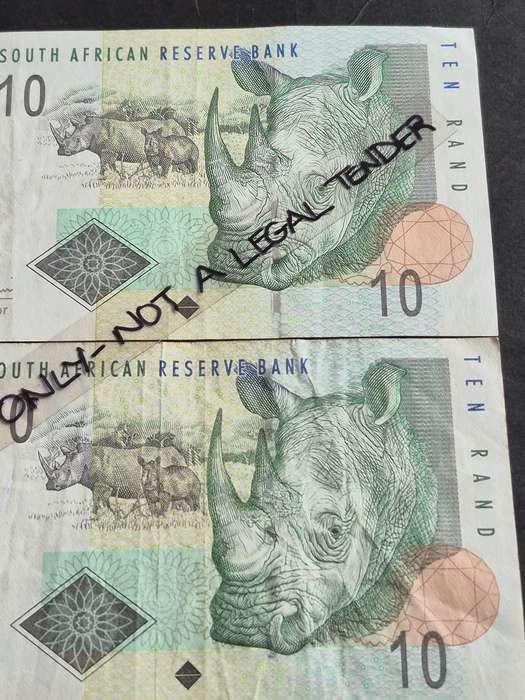 SOUTH AFRICAN RESERVE BANK
10
TEN RAND
ONLY- NOT A LEGAL TENDER
10
SOUTH AFRICAN RESERVE BANK
TEN RAND
10